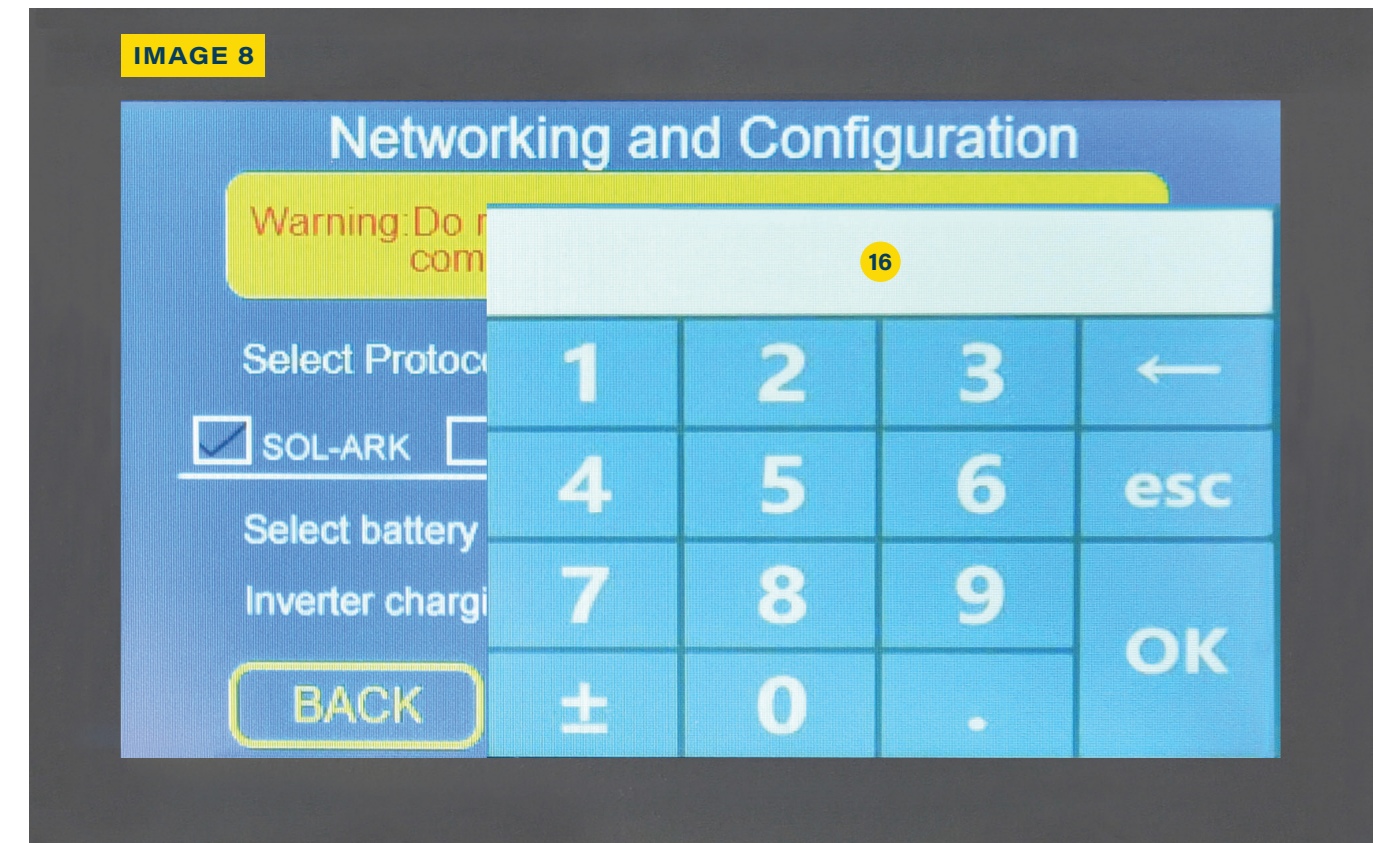 IMAGE 8
Networking and Configuration
Warning:Do
com
16
Select Protoc
1 2 3 ←
SOL-ARK
4 5 6 esc
Select battery
Inverter chargi
7 8 9
OK
BACK
± 0 .